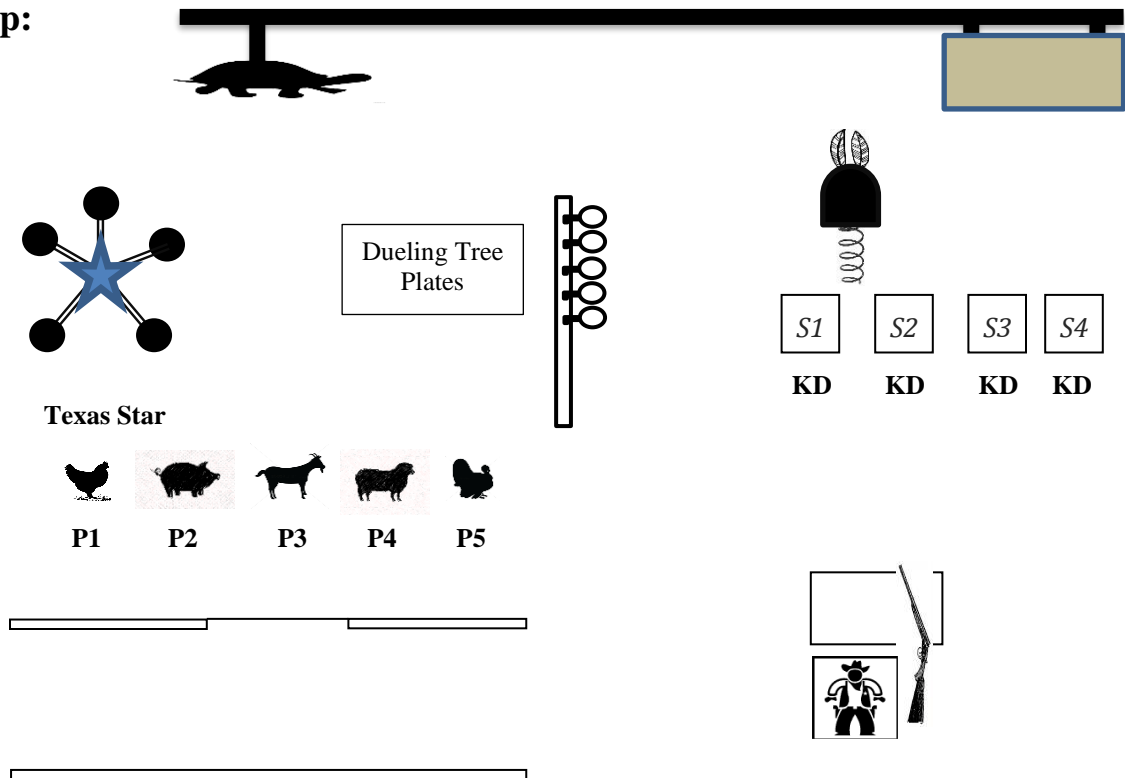 p:
Dueling Tree
Plates
S1 S2 S3 S4
KD KD KD KD
Texas Star
P1 P2 P3 P4 P5